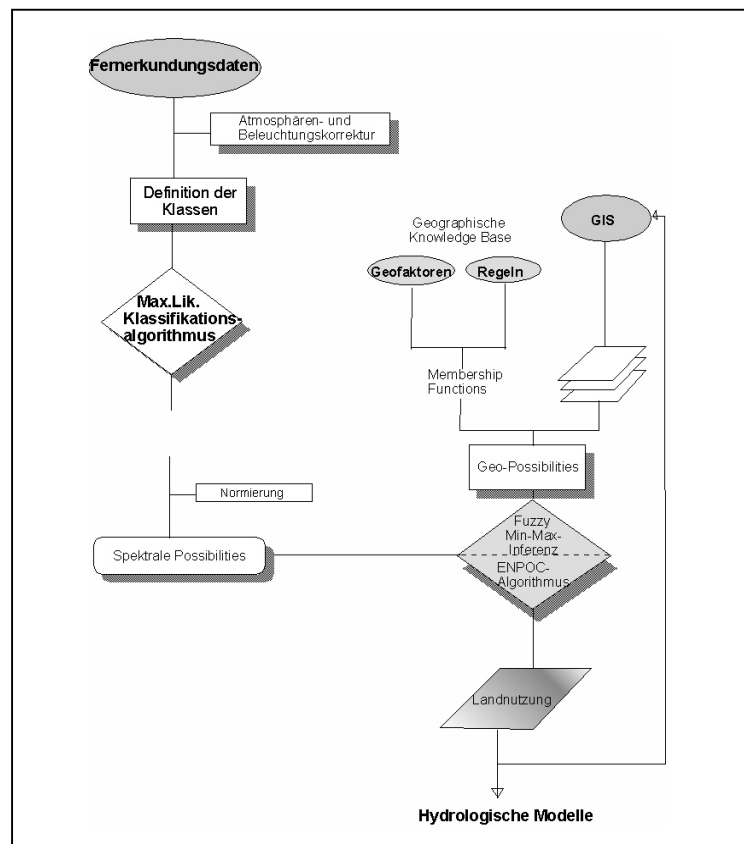 Fernerkundungsdaten
Atmosphären- und
Beleuchtungskorrektur
Definition der
Klassen
Max.Lik.
Klassifikations-
algorithmus
Normierung
Spektrale Possibilities
Geographische
Knowledge Base
Geofaktoren
Regeln
GIS
Membership
Functions
Geo-Possibilities
Fuzzy
Min-Max-
Inferenz
ENPOC-
Algorithmus
Landnutzung
Hydrologische Modelle